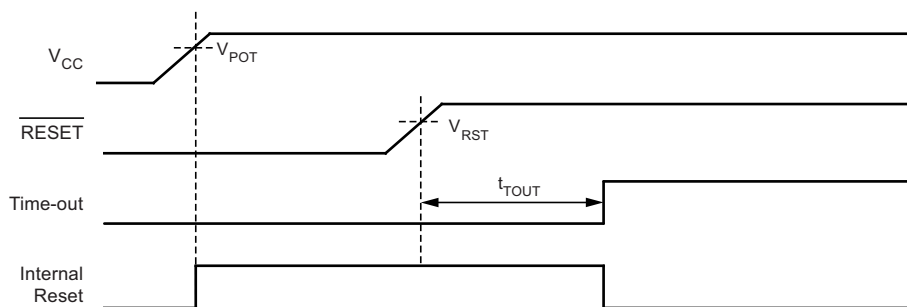 V_CC
V_POT
RESET
V_RST
Time-out
t_TOUT
Internal
Reset